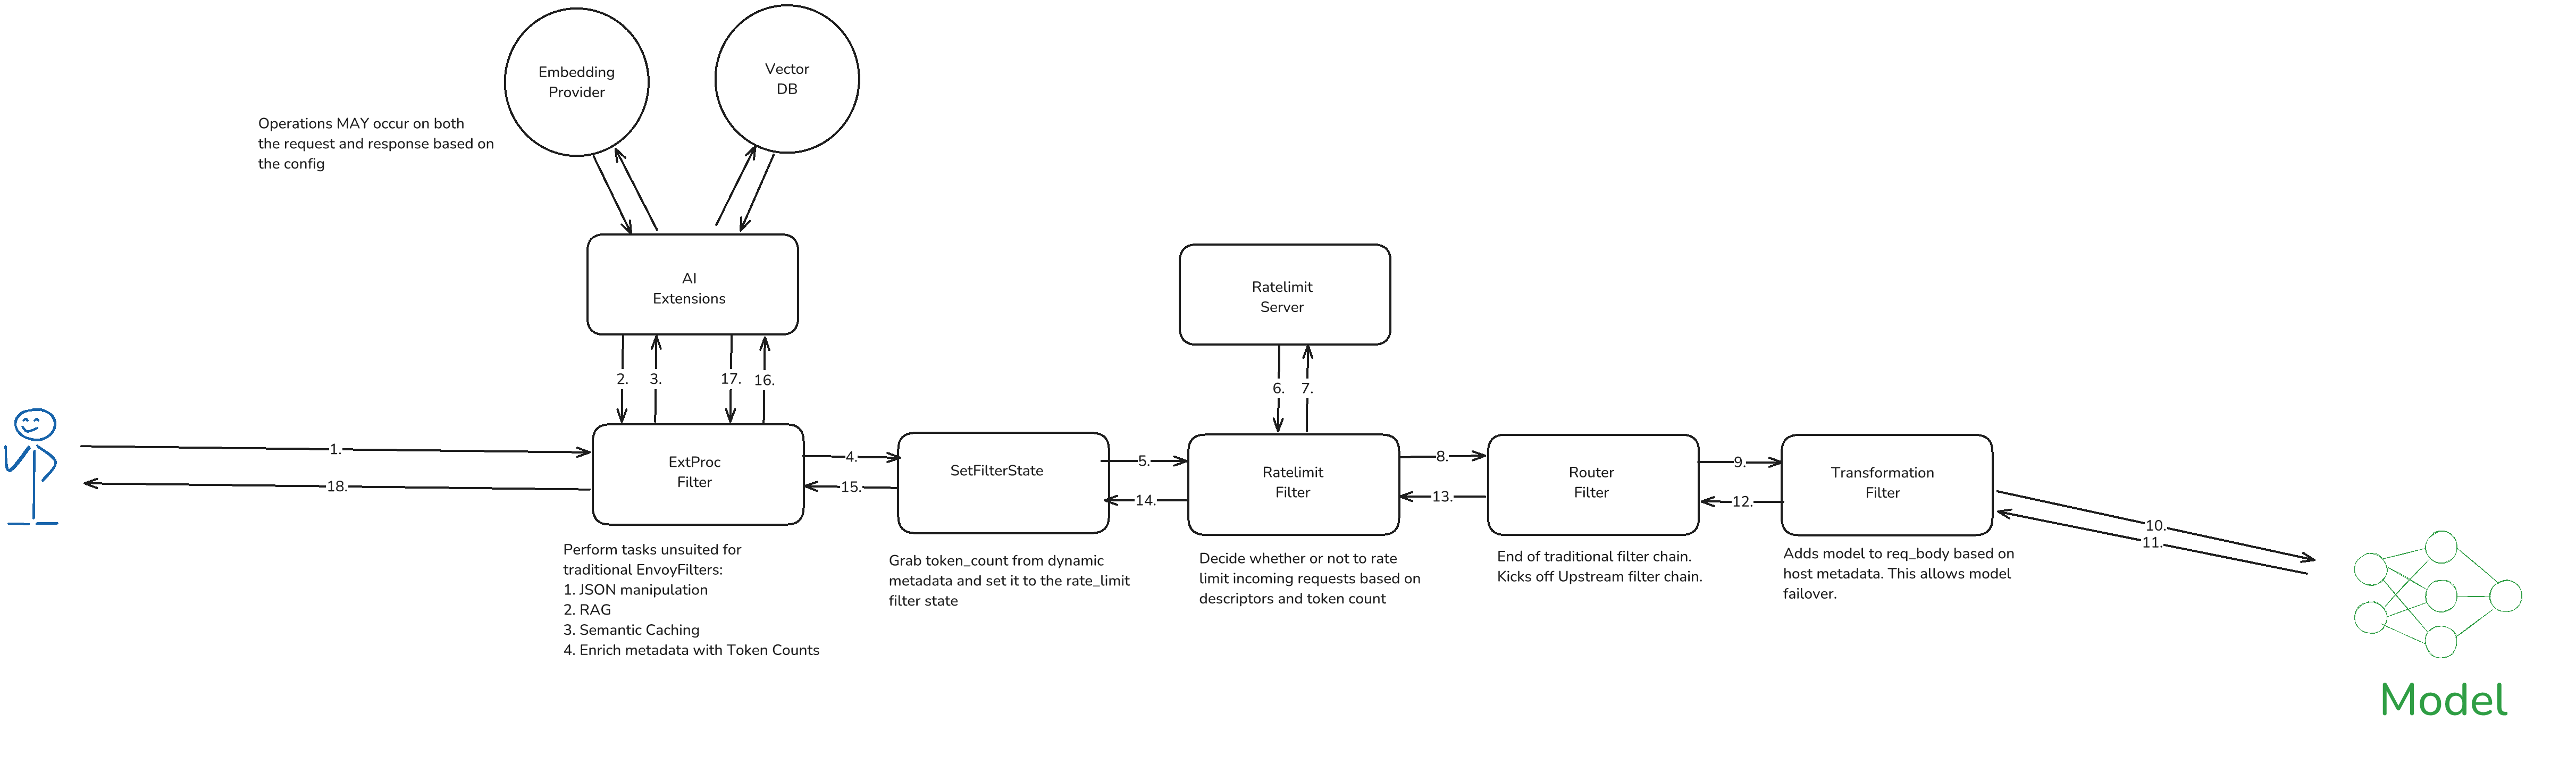 Embedding
Provider
Vector
DB
Operations MAY occur on both
the request and response based on
the config
AI
Extensions
Ratelimit
Server
2.
3.
17.
16.
6.
7.
1.
18.
ExtProc
Filter
4.
15.
SetFilterState
5.
14.
Ratelimit
Filter
8.
13.
Router
Filter
9.
12.
Transformation
Filter
10.
11.
Perform tasks unsuited for
traditional EnvoyFilters:
1. JSON manipulation
2. RAG
3. Semantic Caching
4. Enrich metadata with Token Counts
Grab token_count from dynamic
metadata and set it to the rate_limit
filter state
Decide whether or not to rate
limit incoming requests based on
descriptors and token count
End of traditional filter chain.
Kicks off Upstream filter chain.
Adds model to req_body based on
host metadata. This allows model
failover.
Model